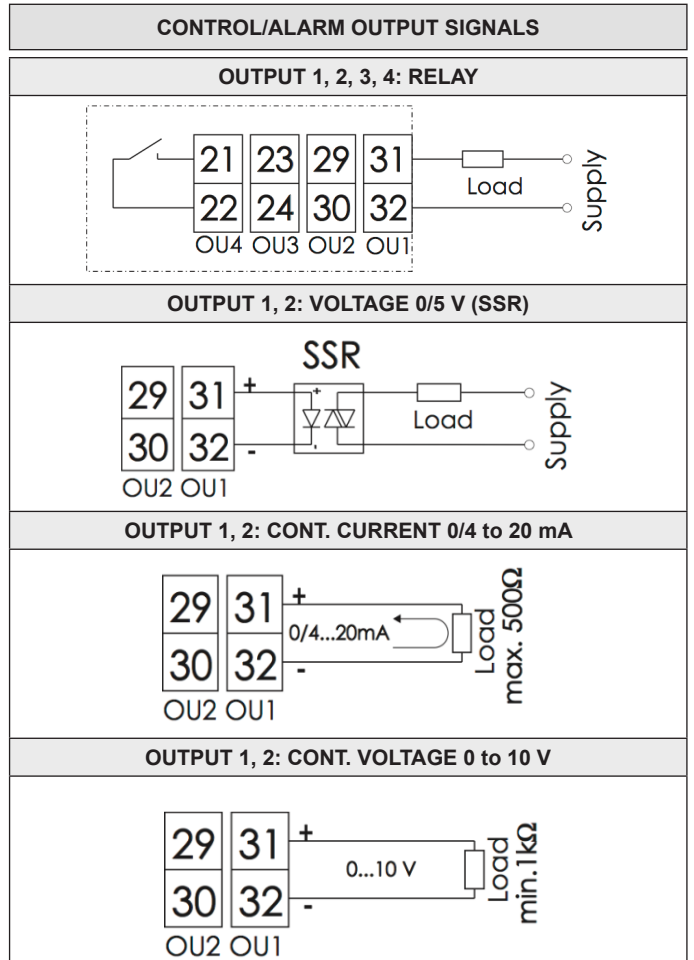 CONTROL/ALARM OUTPUT SIGNALS
OUTPUT 1, 2, 3, 4: RELAY
21 23 29 31
Load
Supply
22 24 30 32
OU4 OU3 OU2 OU1
OUTPUT 1, 2: VOLTAGE 0/5 V (SSR)
SSR
29 31 + +
Load
Supply
30 32 - -
OU2 OU1
OUTPUT 1, 2: CONT. CURRENT 0/4 to 20 mA
29 31 +
0/4...20mA
Load
max. 500Ω
30 32 -
OU2 OU1
OUTPUT 1, 2: CONT. VOLTAGE 0 to 10 V
29 31 +
0...10 V
Load
min.1kΩ
30 32 -
OU2 OU1